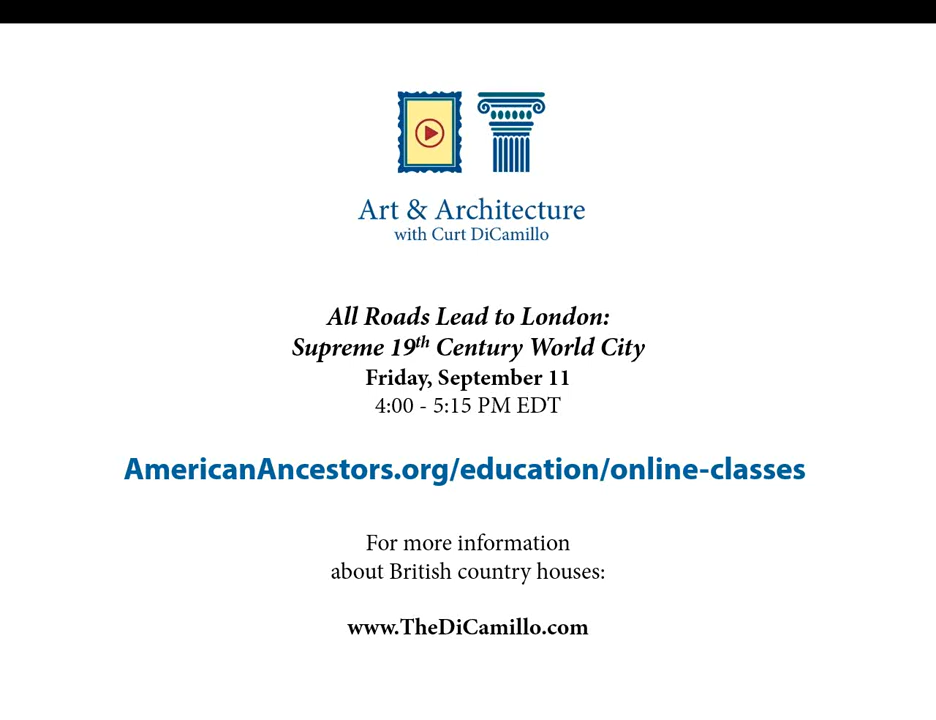 Art & Architecture
with Curt DiCamillo
All Roads Lead to London:
Supreme 19th Century World City
Friday, September 11
4:00 - 5:15 PM EDT
AmericanAncestors.org/education/online-classes
For more information
about British country houses:
www.TheDiCamillo.com